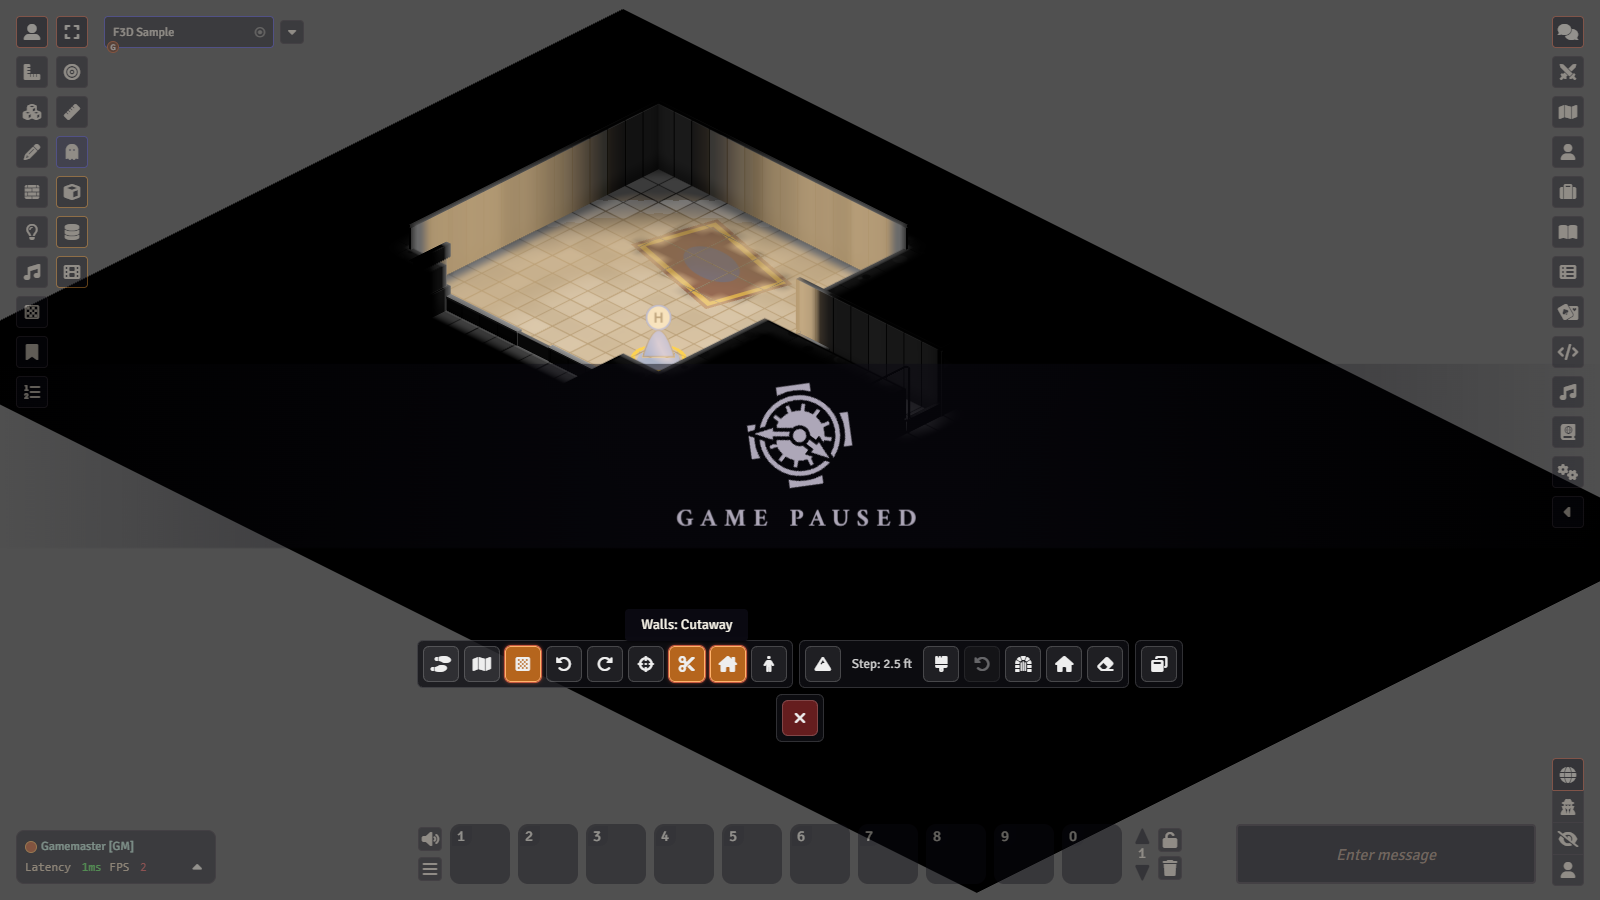 F3D Sample
G
H
GAME PAUSED
Walls: Cutaway
Step: 2.5 ft
Gamemaster [GM]
Latency 1ms FPS 2
1 2 3 4 5 6 7 8 9 0
1
Enter message